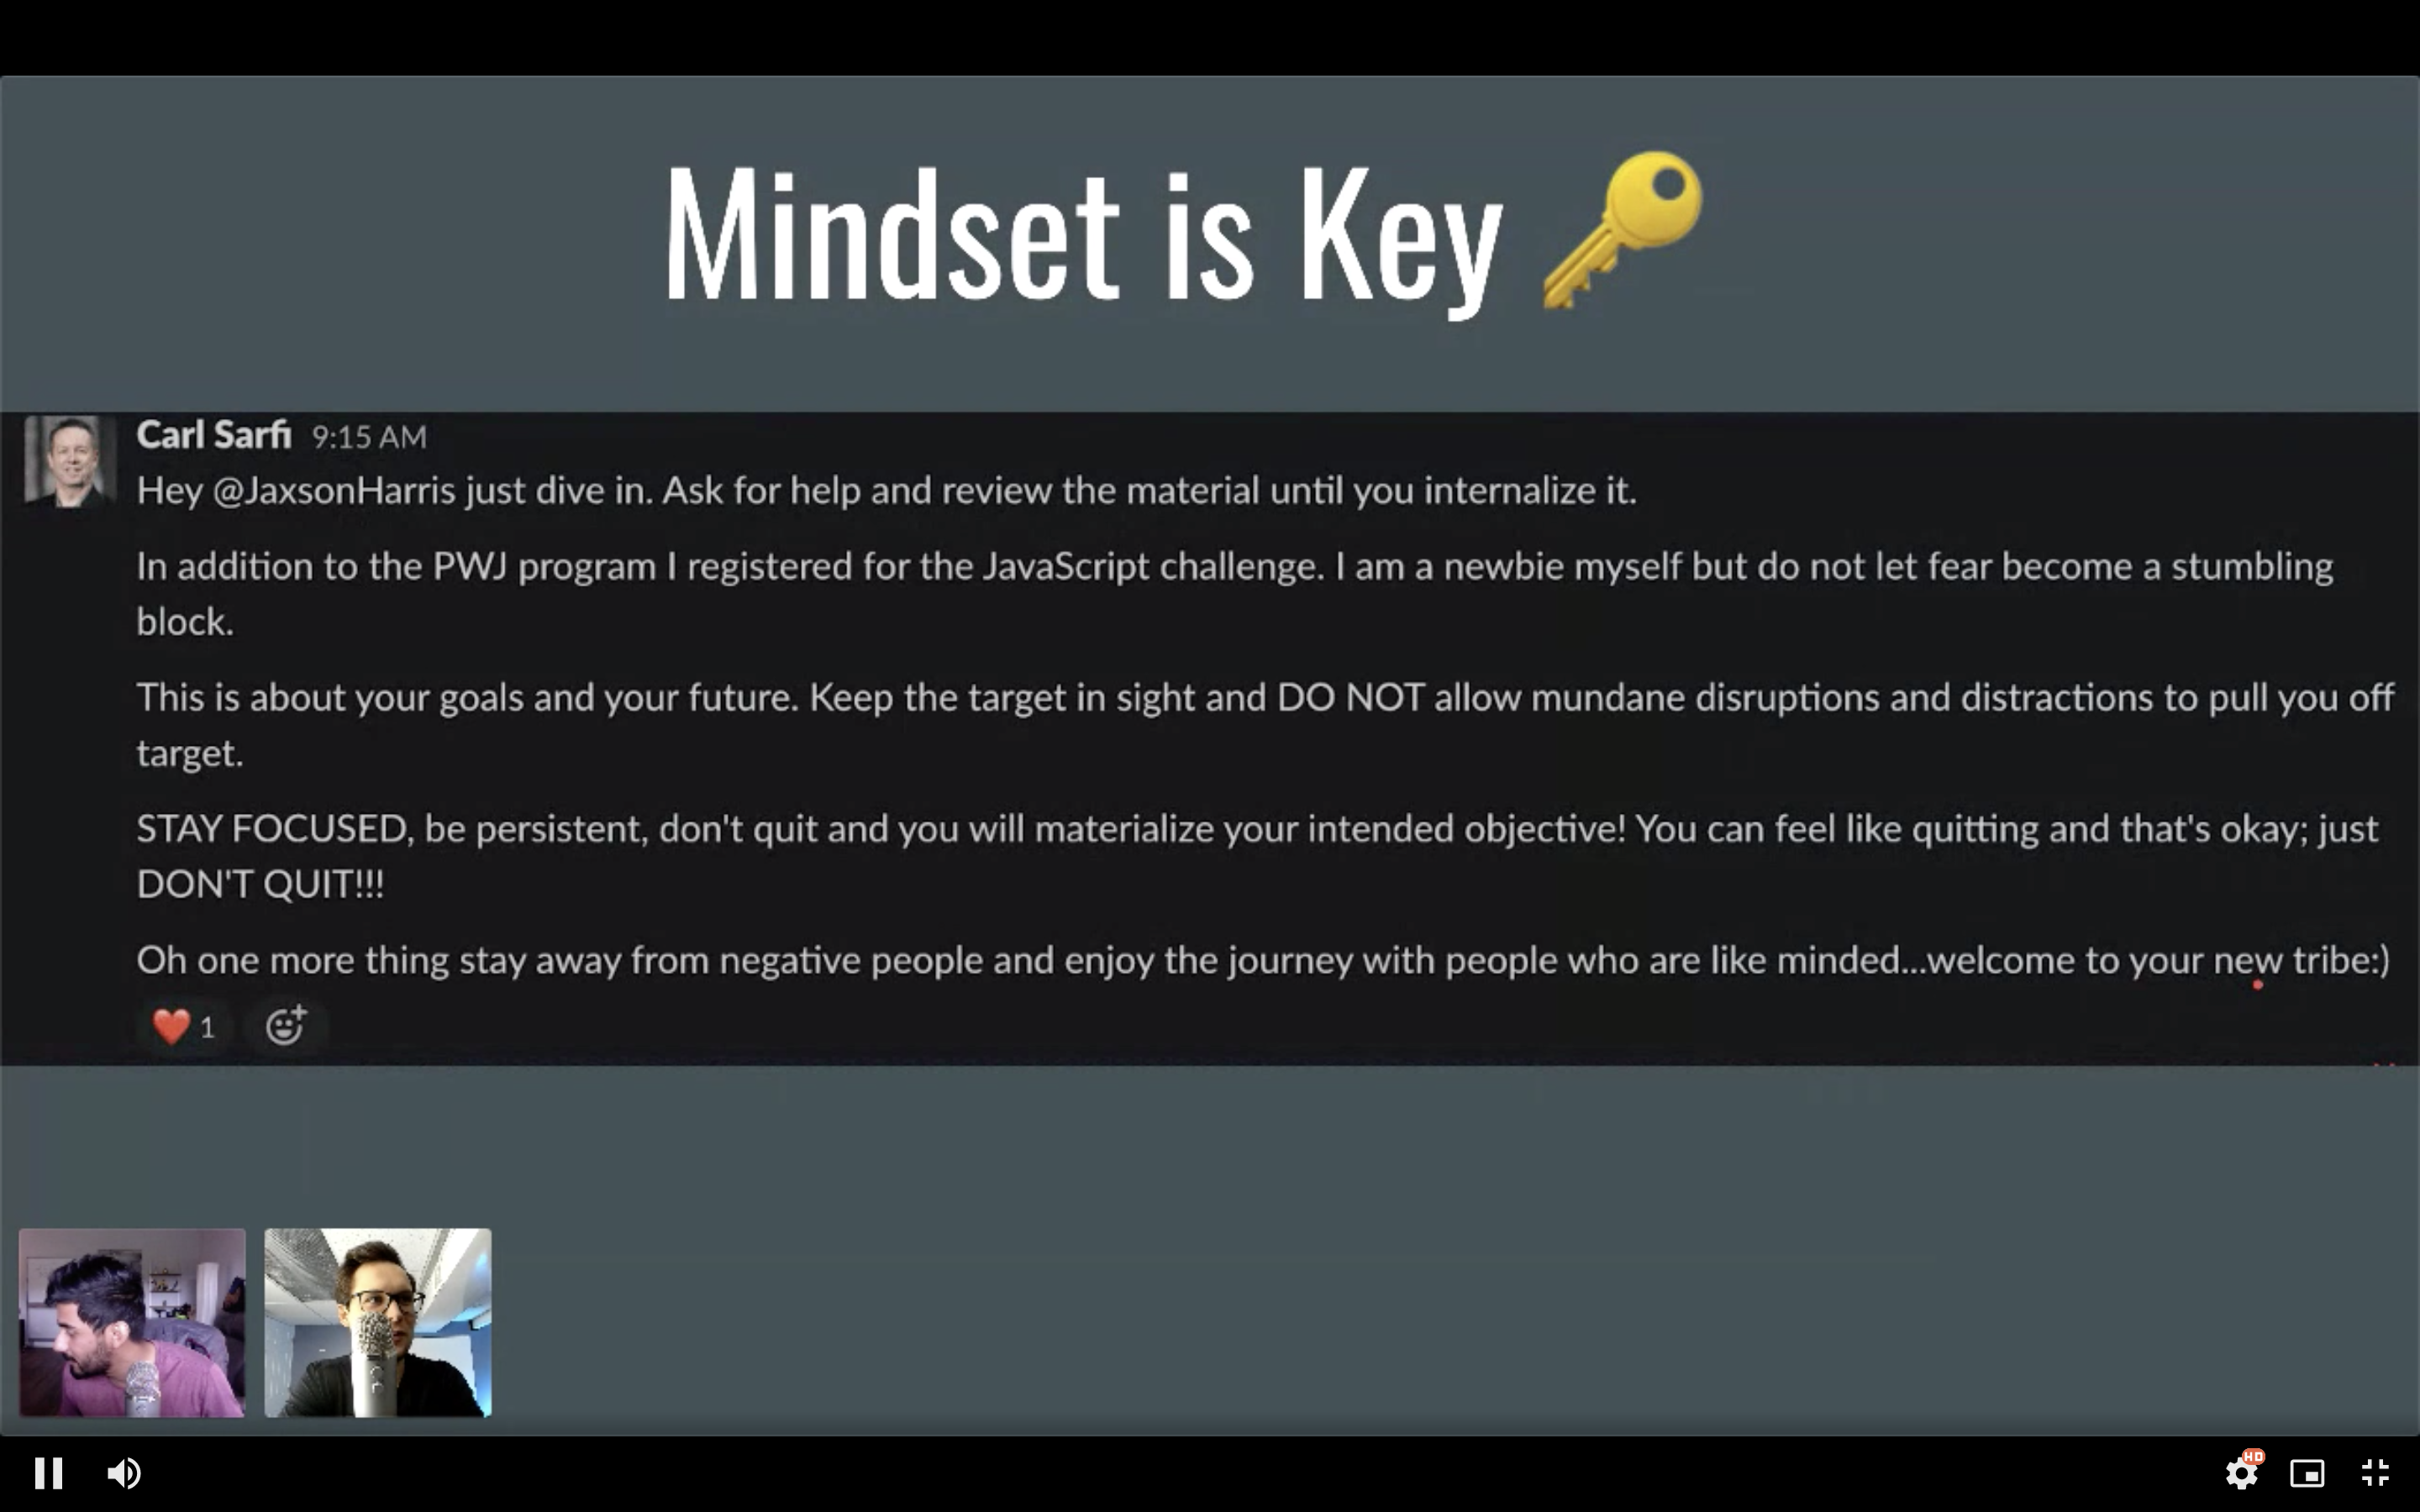 Mindset is Key 🔑
Carl Sarfi 9:15 AM
Hey @JaxsonHarris just dive in. Ask for help and review the material until you internalize it.
In addition to the PWJ program I registered for the JavaScript challenge. I am a newbie myself but do not let fear become a stumbling
block.
This is about your goals and your future. Keep the target in sight and DO NOT allow mundane disruptions and distractions to pull you off
target.
STAY FOCUSED, be persistent, don't quit and you will materialize your intended objective! You can feel like quitting and that's okay; just
DON'T QUIT!!!
Oh one more thing stay away from negative people and enjoy the journey with people who are like minded...welcome to your new tribe:)
❤️ 1
HD